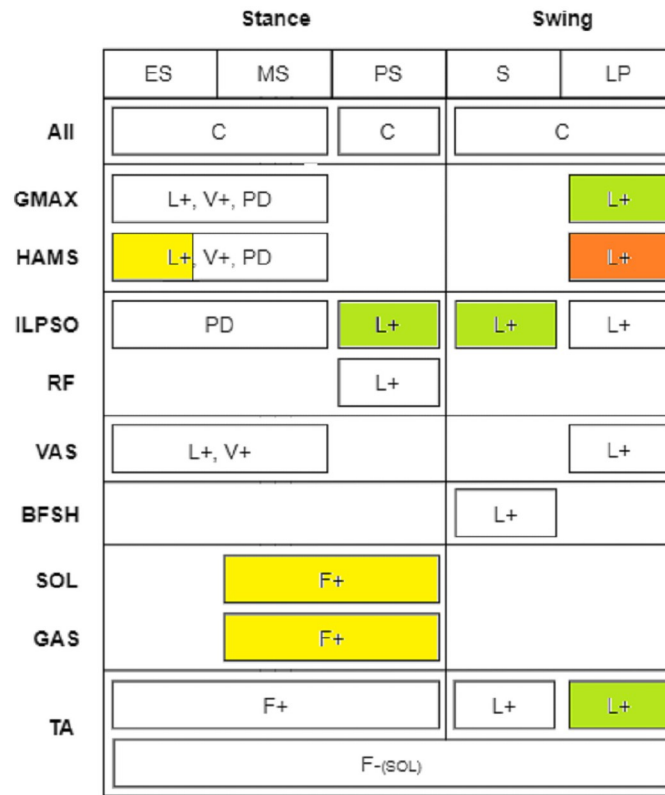 Stance Swing
ES MS PS S LP
All C C C
GMAX L+, V+, PD L+
HAMS L+, V+, PD L+
ILPSO PD L+ L+ L+
RF L+
VAS L+, V+ L+
BFSH L+
SOL F+
GAS F+
TA F+ L+ L+
F-(SOL)